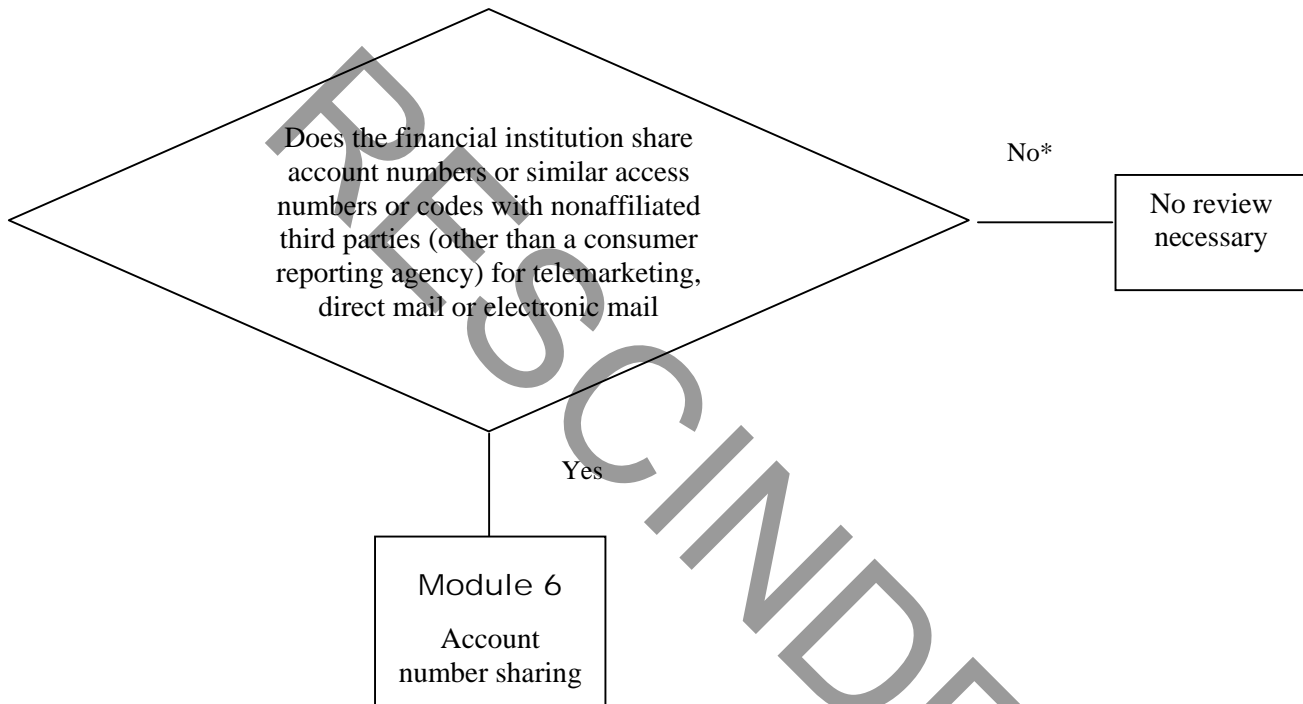 Does the financial institution share
account numbers or similar access
numbers or codes with nonaffiliated
third parties (other than a consumer
reporting agency) for telemarketing,
direct mail or electronic mail
No*
No review
necessary
Yes
Module 6
Account
number sharing
RESCINDE